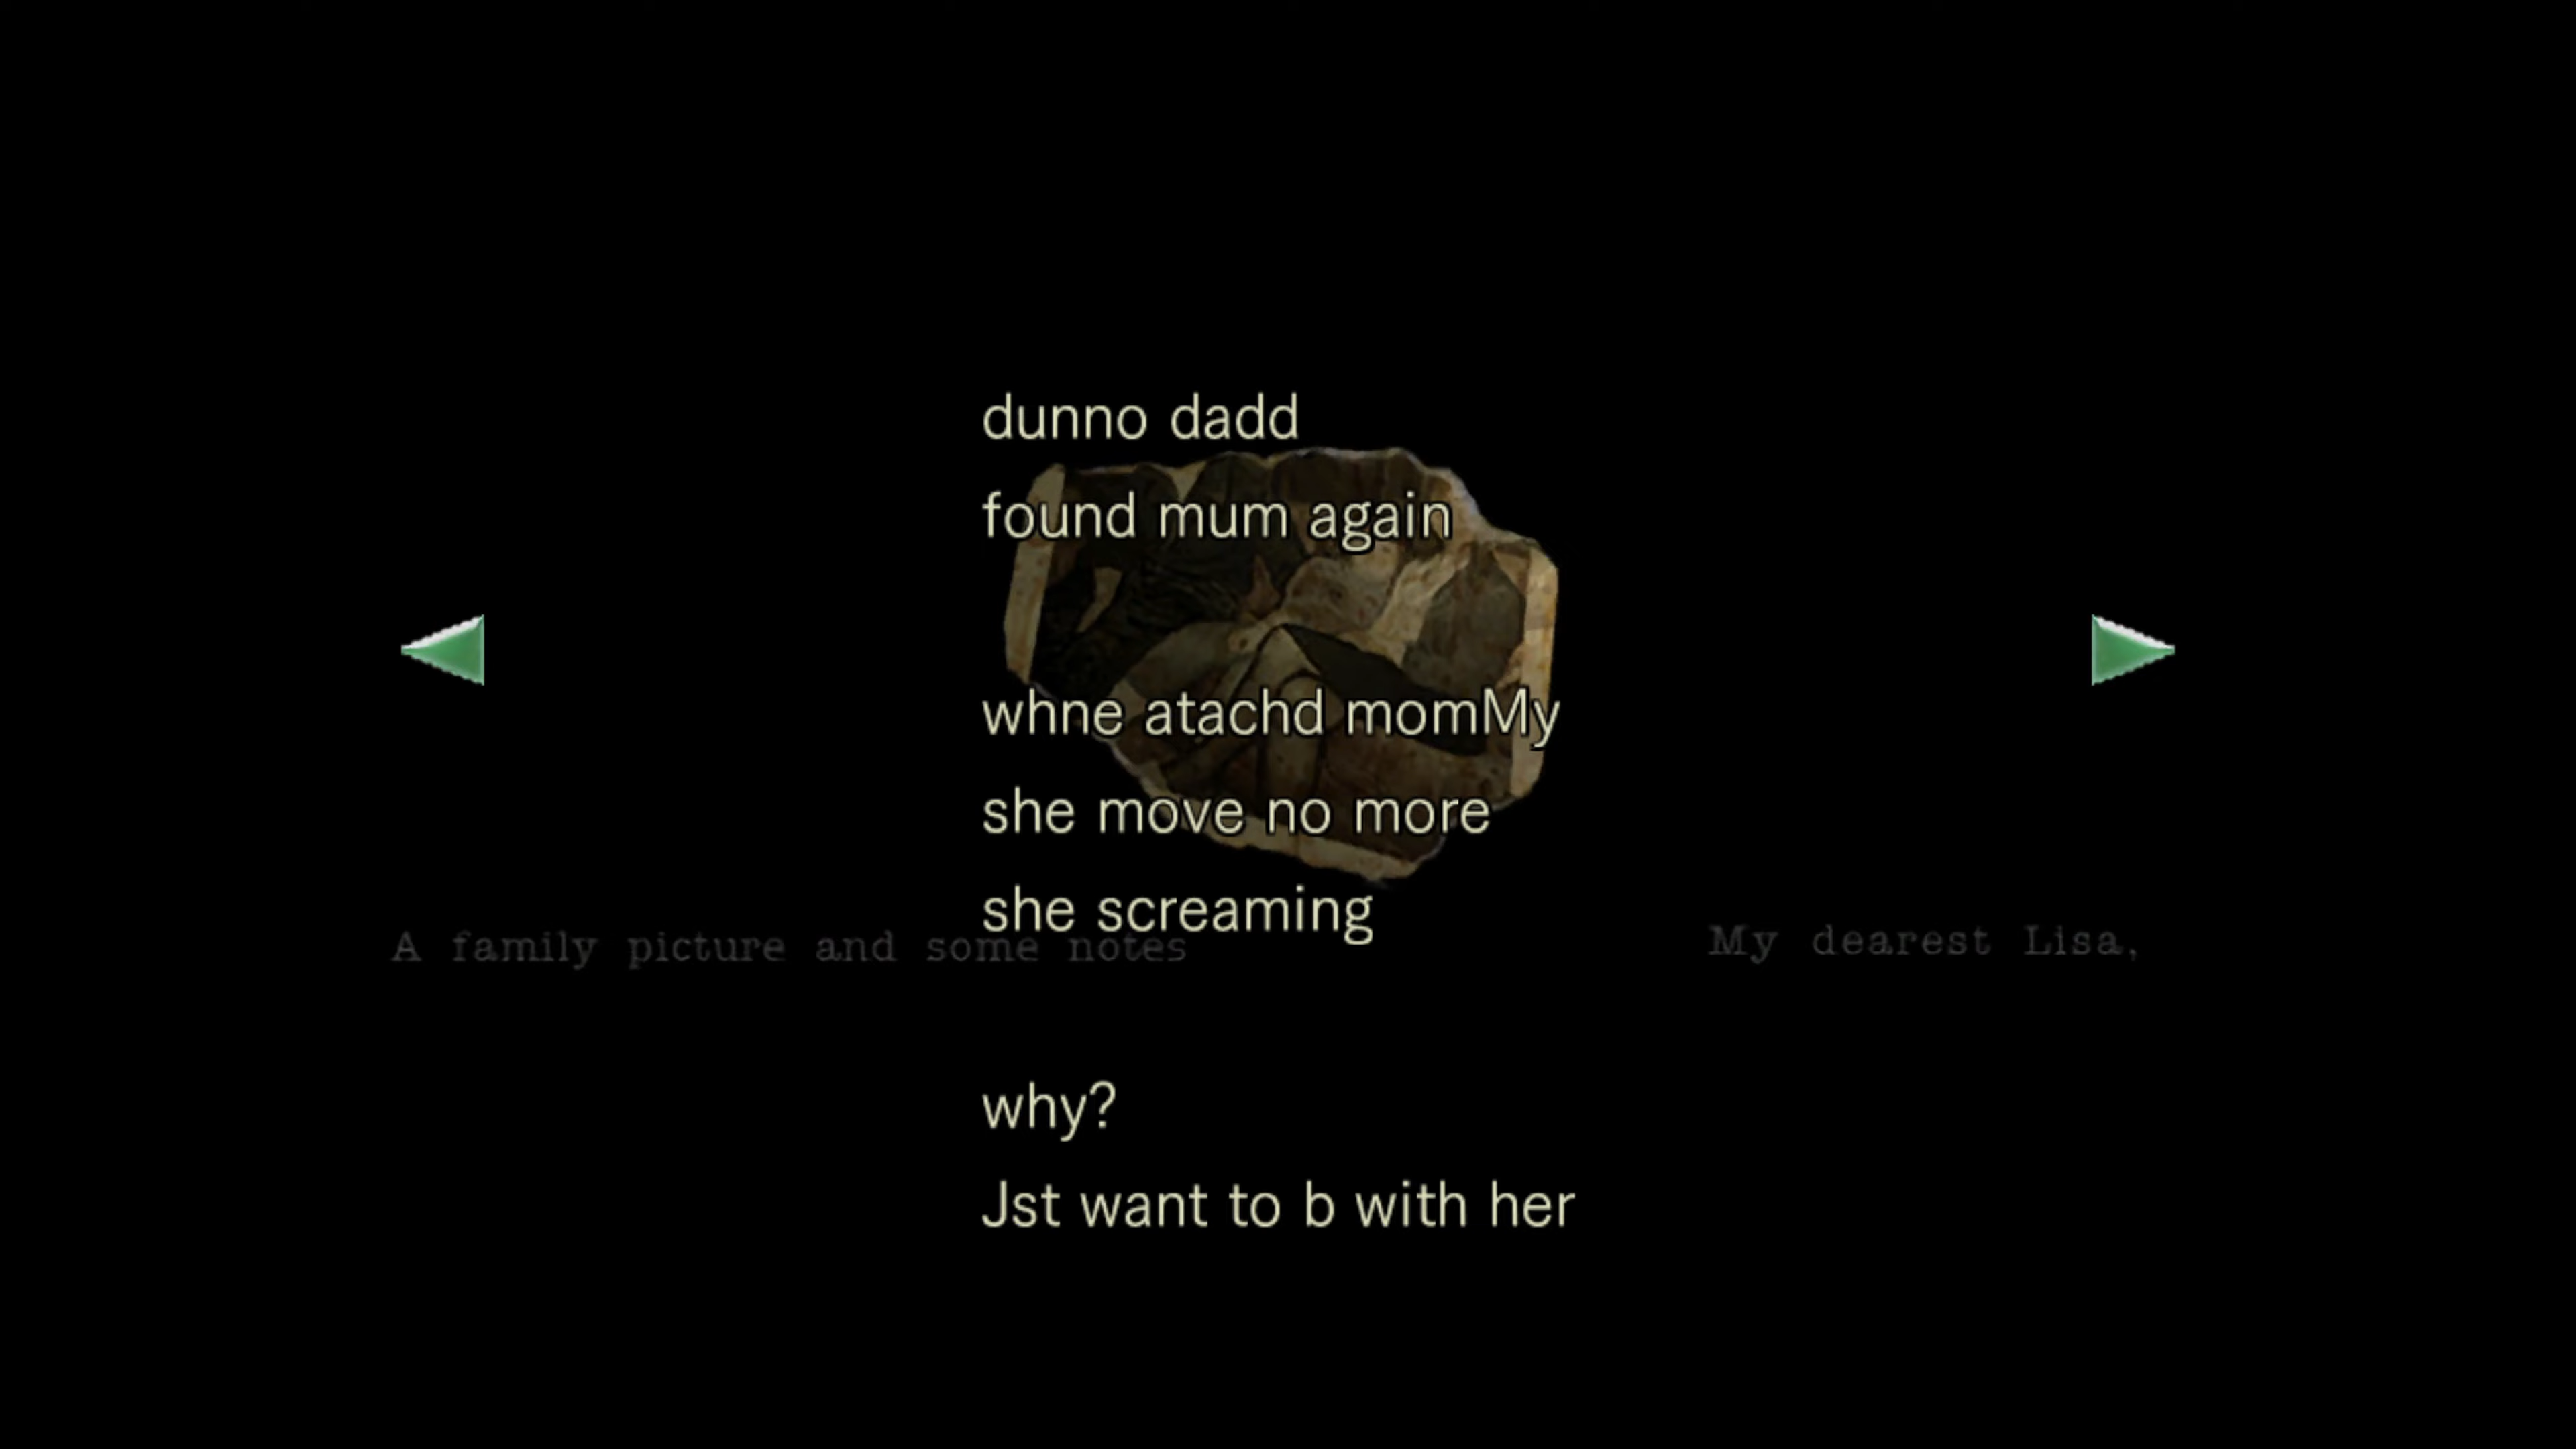 dunno dadd
found mum again
whne atachd momMy
she move no more
she screaming
A family picture and some notes
My dearest Lisa,
why?
Jst want to b with her